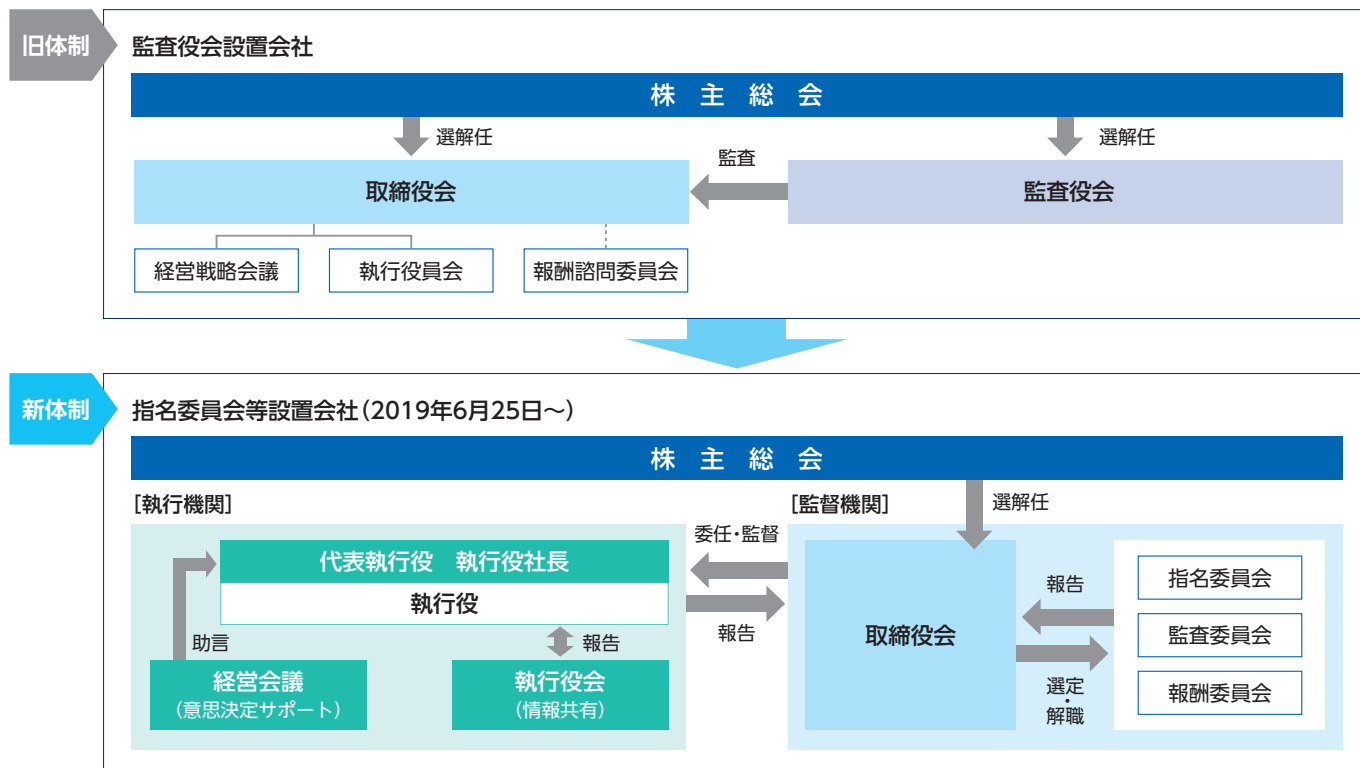 旧体制
監査役会設置会社
株主総会
選解任
選解任
監査
取締役会
監査役会
経営戦略会議
執行役員会
報酬諮問委員会
新体制
指名委員会等設置会社(2019年6月25日~)
株主総会
[執行機関]
[監督機関]
選解任
代表執行役 執行役社長
執行役
助言
報告
経営会議
(意思決定サポート)
執行役会
(情報共有)
委任・監督
報告
取締役会
報告
選定
・
解職
指名委員会
監査委員会
報酬委員会